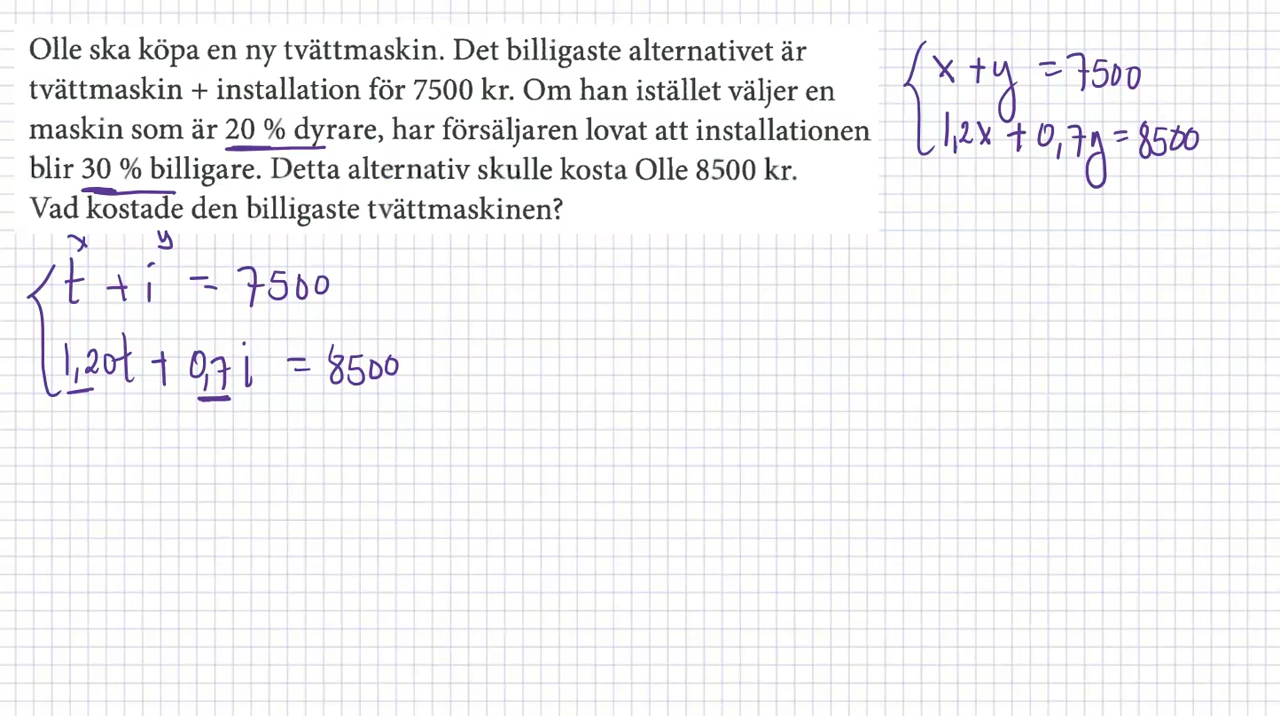 Olle ska köpa en ny tvättmaskin. Det billigaste alternativet är
tvättmaskin + installation för 7500 kr. Om han istället väljer en
maskin som är 20 % dyrare, har försäljaren lovat att installationen
blir 30 % billigare. Detta alternativ skulle kosta Olle 8500 kr.
Vad kostade den billigaste tvättmaskinen?
x y
t + i = 7500
1,20t + 0,7i = 8500
x + y = 7500
1,2x + 0,7y = 8500